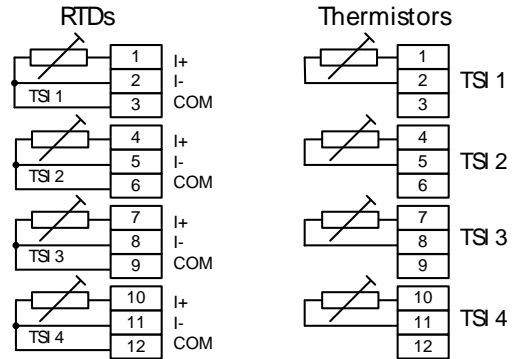 RTDs
1 I+
2 I-
TSI 1 3 COM
4 I+
5 I-
TSI 2 6 COM
7 I+
8 I-
TSI 3 9 COM
10 I+
11 I-
TSI 4 12 COM
Thermistors
1
2 TSI 1
3
4
5 TSI 2
6
7
8 TSI 3
9
10
11 TSI 4
12